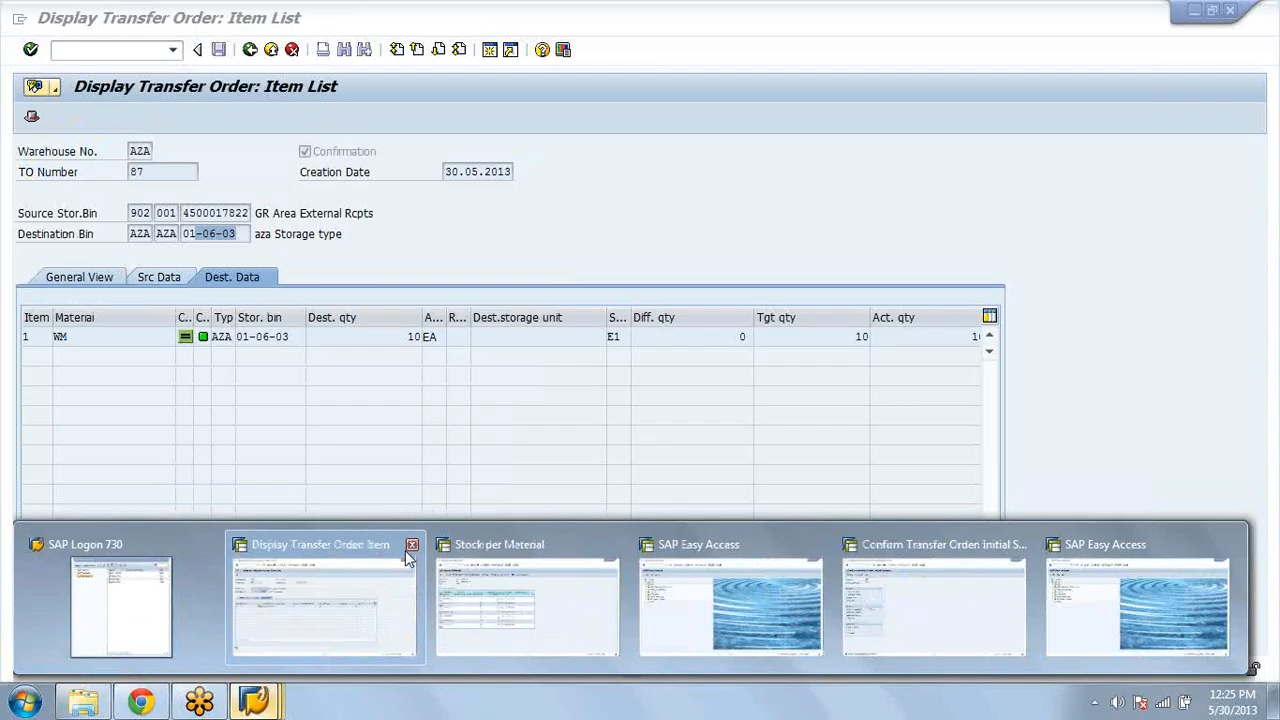 Display Transfer Order: Item List
Display Transfer Order: Item List
Warehouse No. AZA Confirmation
TO Number 87 Creation Date 30.05.2013
Source Stor.Bin 902 001 4500017822 GR Area External Rcpts
Destination Bin AZA AZA 01-06-03 aza Storage type
General View Src Data Dest. Data
Item Material C.. C.. Typ Stor. bin Dest. qty A... R... Dest.storage unit S... Diff. qty Tgt qty Act. qty
1 WM AZA 01-06-03 10 EA E1 0 10
SAP Logon 730 Display Transfer Order: Item Stock per Material SAP Easy Access Confirm Transfer Order: Initial S... SAP Easy Access
12:25 PM
5/30/2013